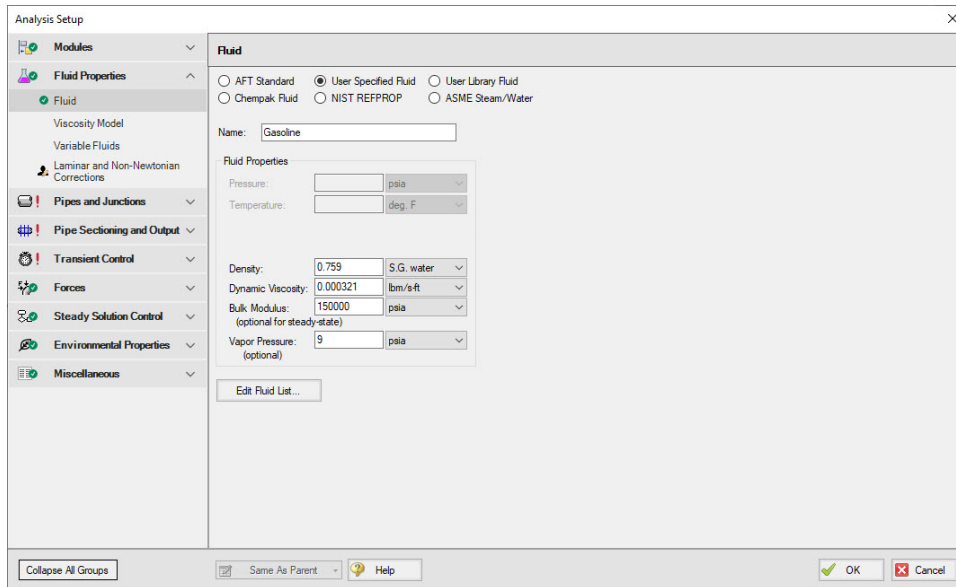 Analysis Setup
Modules
Fluid Properties
Fluid
Viscosity Model
Variable Fluids
Laminar and Non-Newtonian
Corrections
Pipes and Junctions
Pipe Sectioning and Output
Transient Control
Forces
Steady Solution Control
Environmental Properties
Miscellaneous
Collapse All Groups
Fluid
AFT Standard User Specified Fluid User Library Fluid
Chempak Fluid NIST REFPROP ASME Steam/Water
Name: Gasoline
Fluid Properties
Pressure: psia
Temperature: deg. F
Density: 0.759 S.G. water
Dynamic Viscosity: 0.000321 lbm/s-ft
Bulk Modulus: 150000 psia
(optional for steady-state)
Vapor Pressure: 9 psia
(optional)
Edit Fluid List...
Same As Parent Help OK Cancel